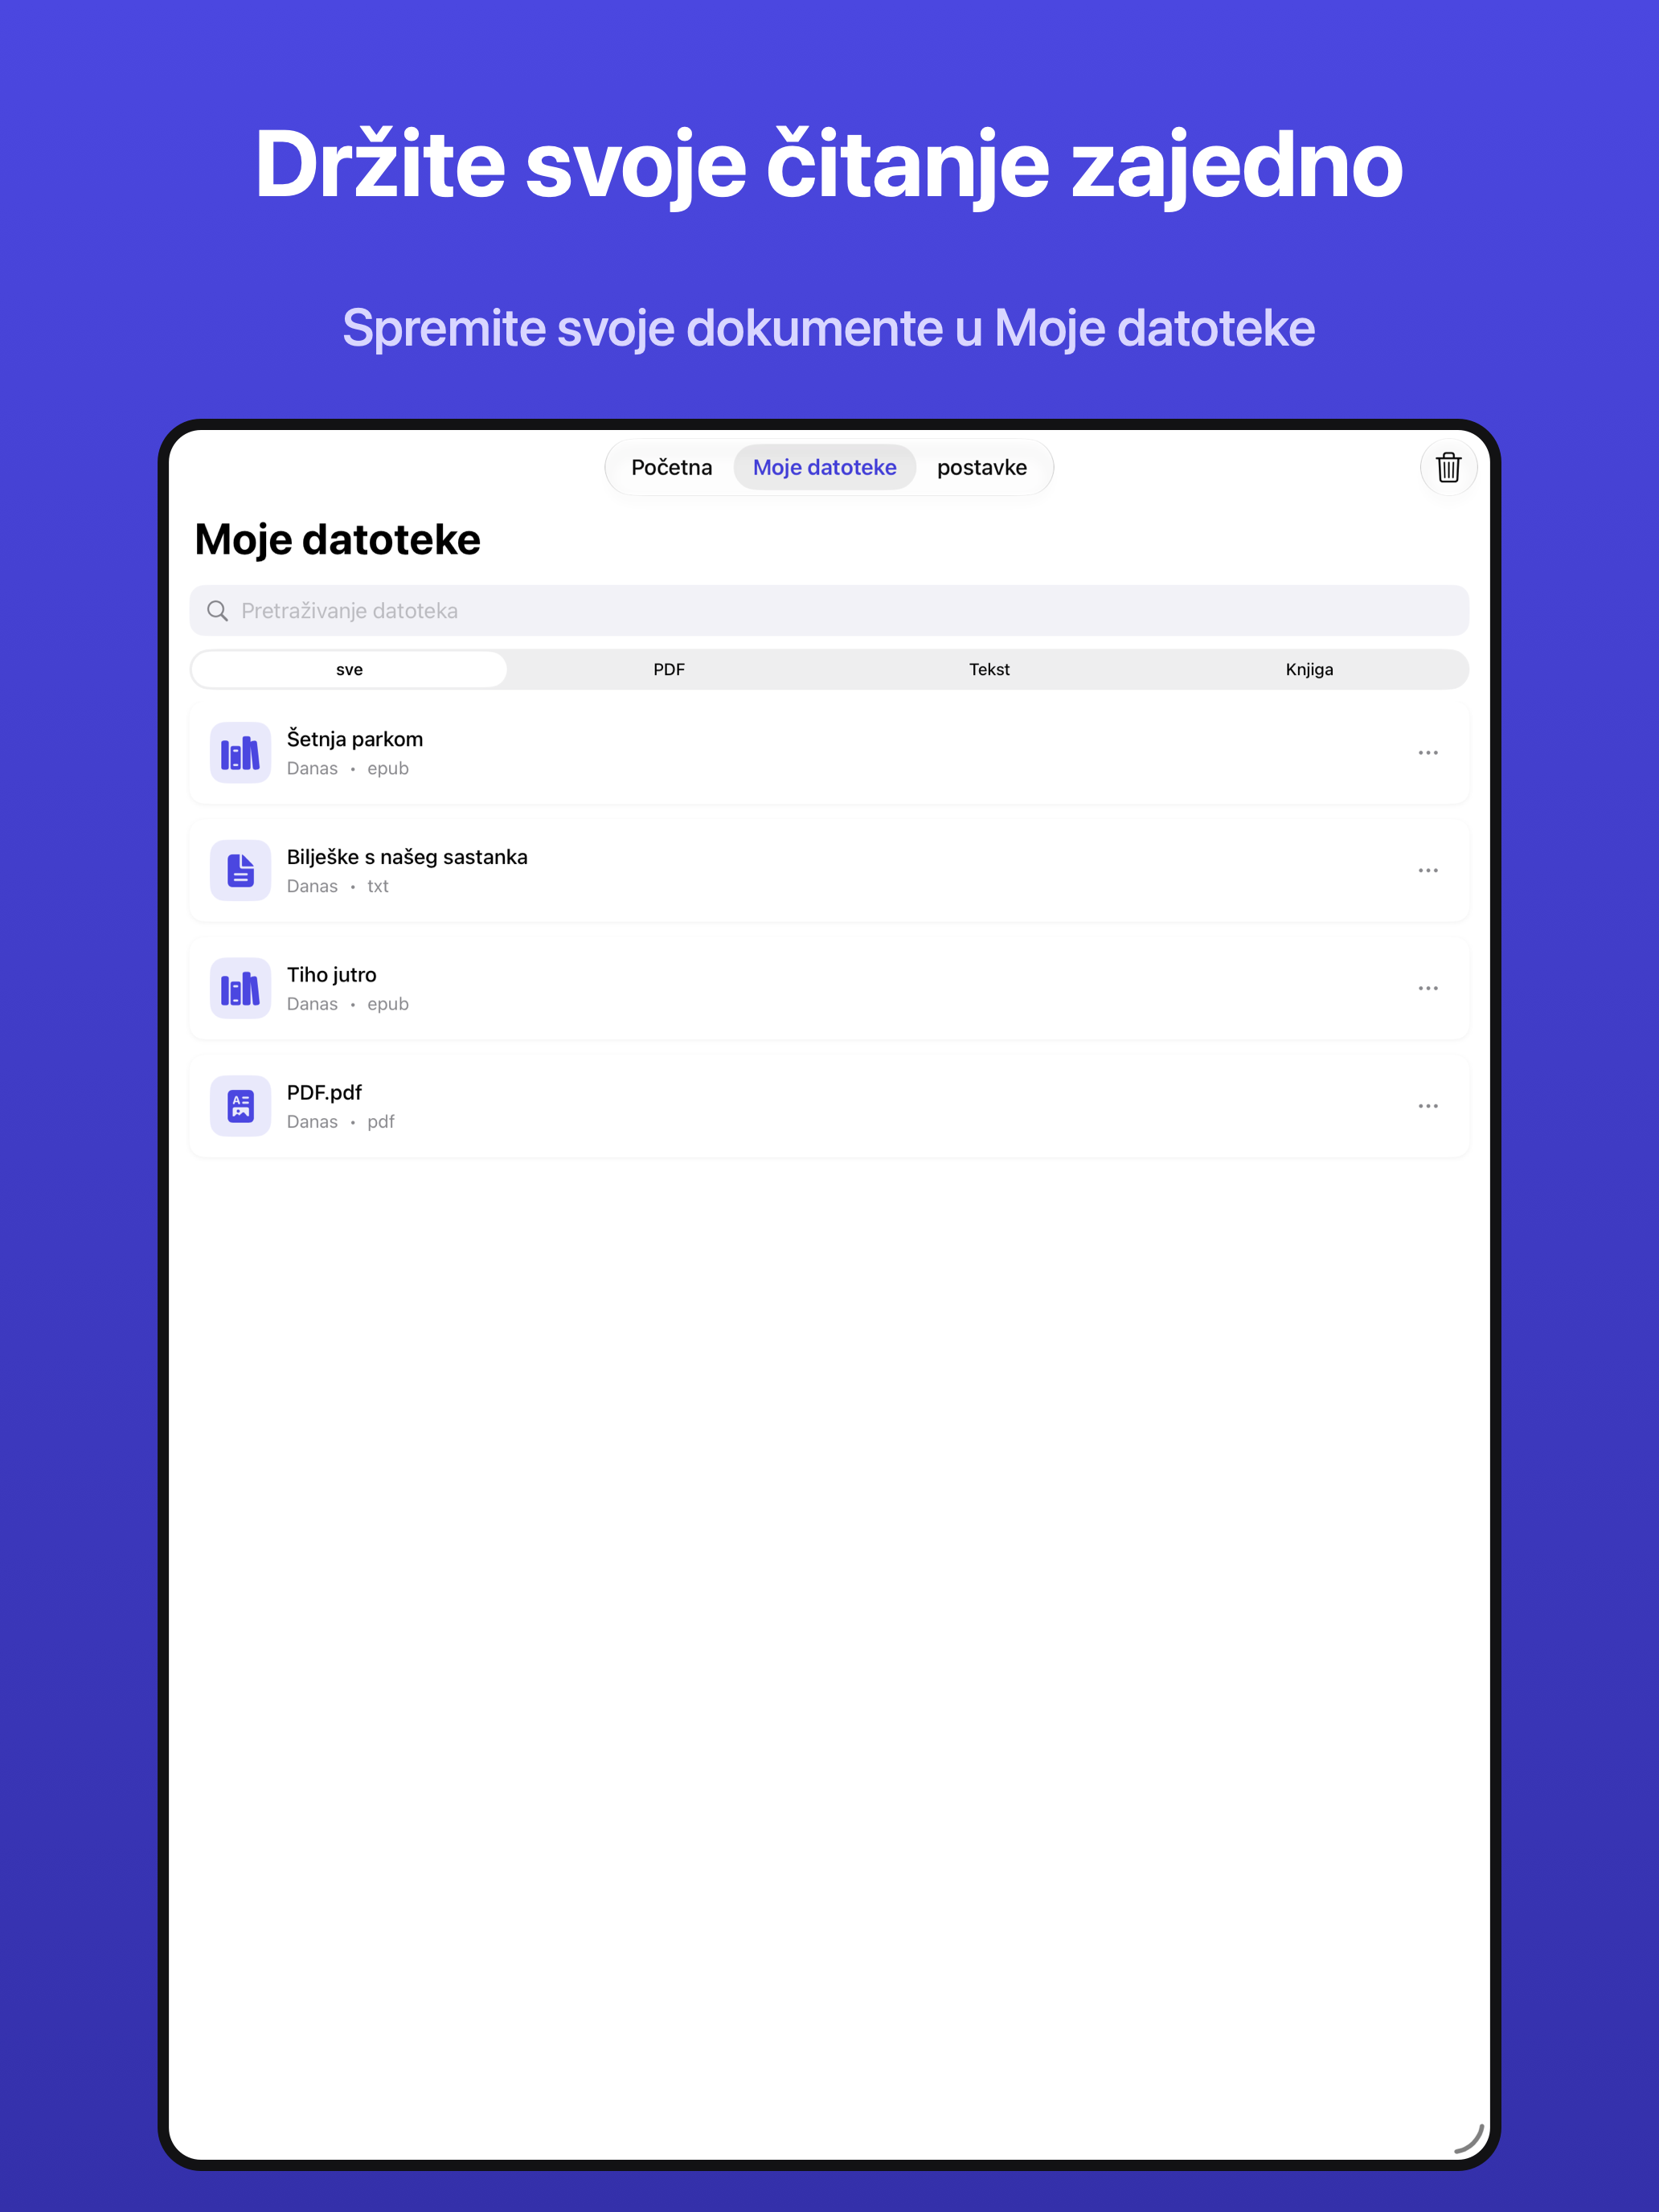 Držite svoje čitanje zajedno
Spremite svoje dokumente u Moje datoteke
Početna
Moje datoteke
postavke
Moje datoteke
Pretraživanje datoteka
sve
PDF
Tekst
Knjiga
Šetnja parkom
Danas • epub
Bilješke s našeg sastanka
Danas • txt
Tiho jutro
Danas • epub
PDF.pdf
Danas • pdf